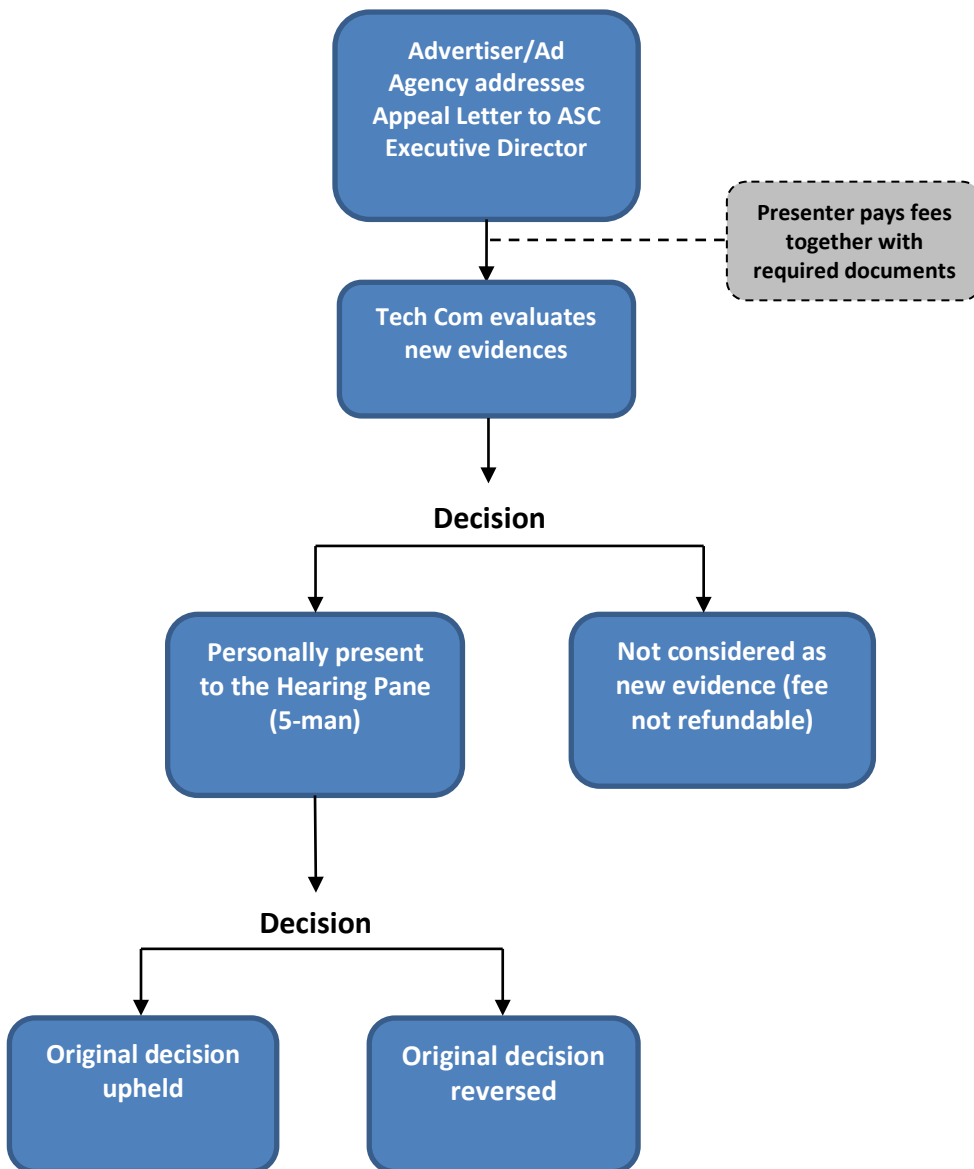 Advertiser/Ad
Agency addresses
Appeal Letter to ASC
Executive Director
Presenter pays fees
together with
required documents
Tech Com evaluates
new evidences
Decision
Personally present
to the Hearing Pane
(5-man)
Not considered as
new evidence (fee
not refundable)
Decision
Original decision
upheld
Original decision
reversed